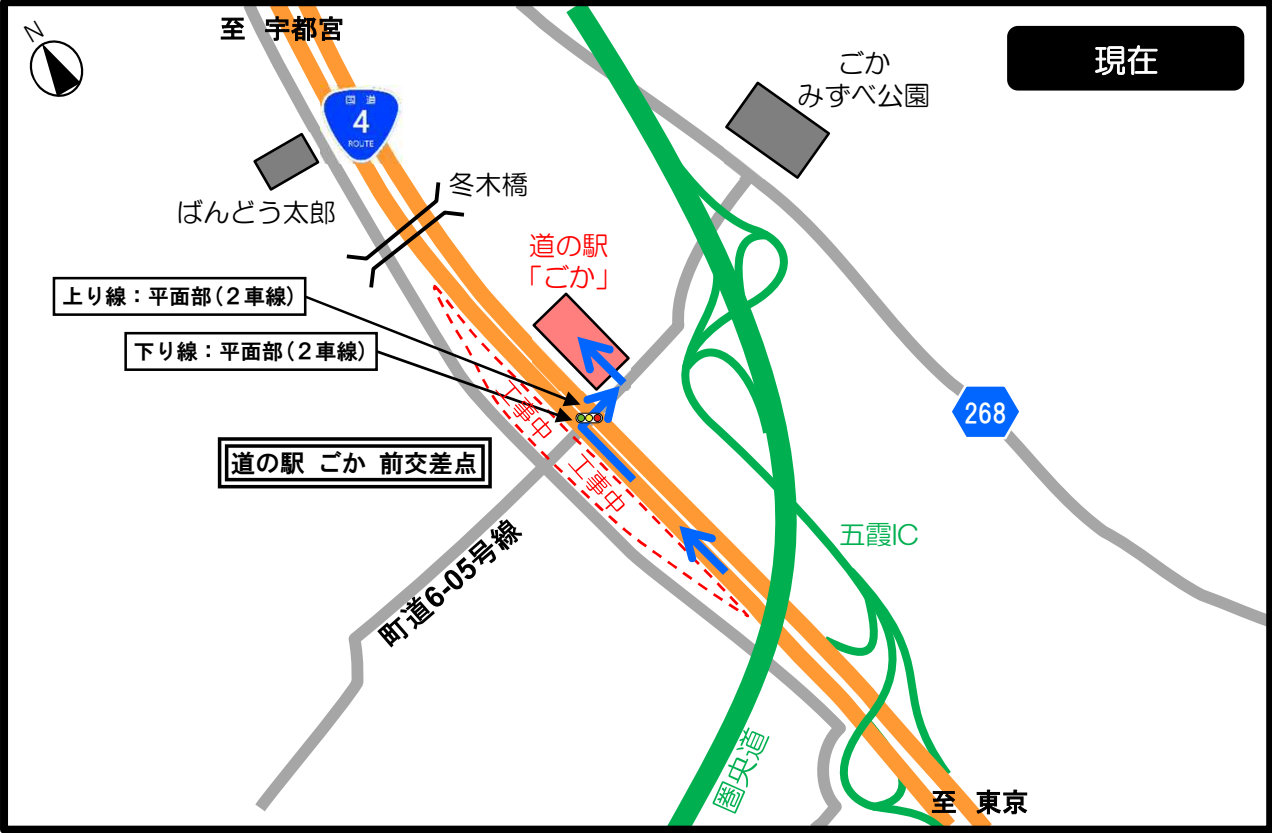 N
至 宇都宮
現在
国道
4
ROUTE
ごか
みずべ公園
ばんどう太郎
冬木橋
道の駅
「ごか」
上り線：平面部(２車線)
下り線：平面部(２車線)
工事中
268
道の駅 ごか 前交差点
工事中
五霞IC
町道6-05号線
圏央道
至 東京